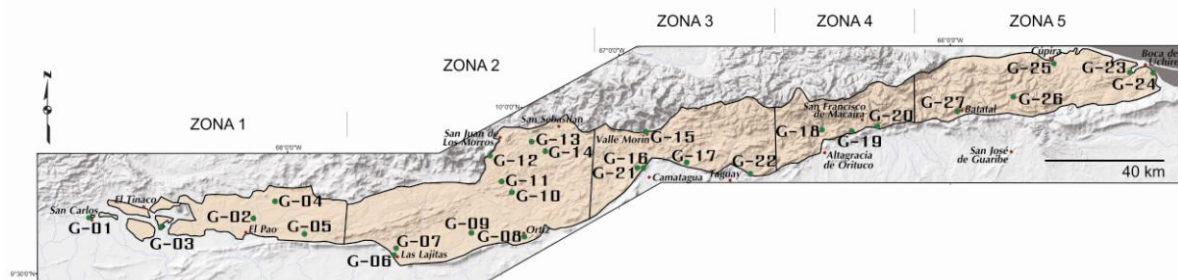 ZONA 3
ZONA 4
ZONA 5
ZONA 2
ZONA 1
67°0'0"W
66°0'0"W
Cúpira
Boca de
Uchire
G-25
G-23
G-24
G-26
G-27
Batatal
San Francisco
de Macaira
G-20
G-18
G-19
Altagracia
de Orituco
San José
de Guaribe
40 km
N
10°0'0"N
San Sebastián
San Juan de
Los Morros
G-13
G-14
Valle Morín
G-15
G-12
G-16
G-17
G-22
G-21
Camatagua
Taguay
G-11
G-10
68°0'0"W
San Carlos
G-01
El Tinaco
G-03
G-02
G-04
El Pao
G-05
G-09
G-08
Ortiz
G-07
G-06
Las Lajitas
9°30'0"N